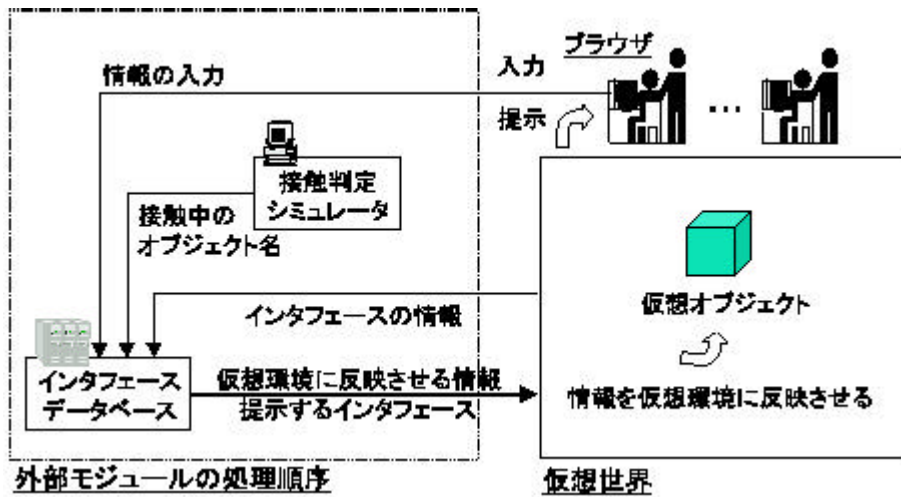 ブラウザ
入力
情報の入力
提示
…
接触判定
シミュレータ
接触中の
オブジェクト名
仮想オブジェクト
インタフェースの情報
インタフェース
データベース
仮想環境に反映させる情報
提示するインタフェース
情報を仮想環境に反映させる
外部モジュールの処理順序
仮想世界